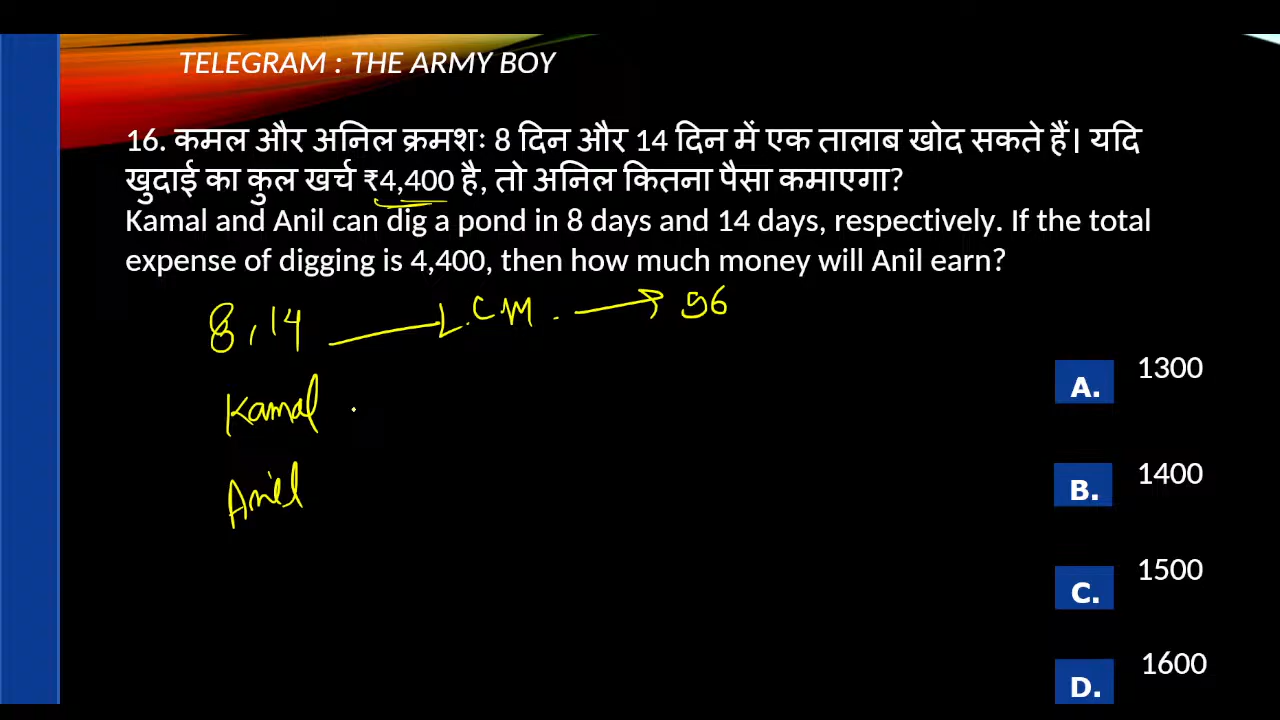 TELEGRAM : THE ARMY BOY
16. कमल और अनिल क्रमशः 8 दिन और 14 दिन में एक तालाब खोद सकते हैं। यदि
खुदाई का कुल खर्च ₹4,400 है, तो अनिल कितना पैसा कमाएगा?
Kamal and Anil can dig a pond in 8 days and 14 days, respectively. If the total
expense of digging is 4,400, then how much money will Anil earn?
8, 14 L.C.M. 56
Kamal
Anil
A. 1300
B. 1400
C. 1500
D. 1600